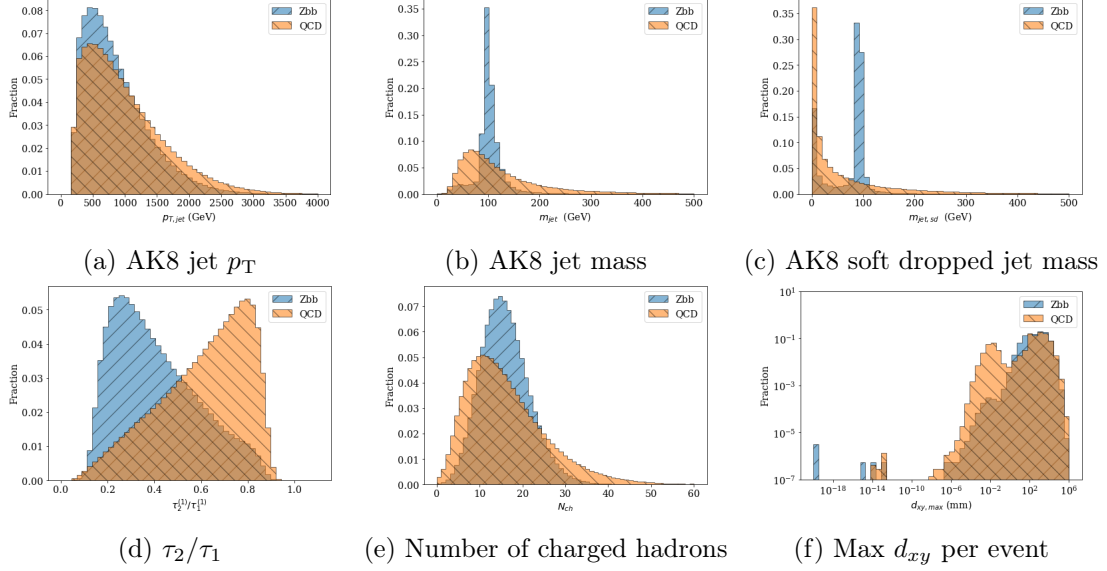 Zbb
QCD
0.08
0.07
0.06
0.05
0.04
0.03
0.02
0.01
0.00
Fraction
0 500 1000 1500 2000 2500 3000 3500 4000
p_{T,jet} (GeV)
(a) AK8 jet p_T
Zbb
QCD
0.35
0.30
0.25
0.20
0.15
0.10
0.05
0.00
Fraction
0 100 200 300 400 500
m_{jet} (GeV)
(b) AK8 jet mass
Zbb
QCD
0.35
0.30
0.25
0.20
0.15
0.10
0.05
0.00
Fraction
0 100 200 300 400 500
m_{jet,sd} (GeV)
(c) AK8 soft dropped jet mass
Zbb
QCD
0.05
0.04
0.03
0.02
0.01
0.00
Fraction
0.0 0.2 0.4 0.6 0.8 1.0
τ_2^{(1)}/τ_1^{(1)}
(d) τ_2/τ_1
Zbb
QCD
0.07
0.06
0.05
0.04
0.03
0.02
0.01
0.00
Fraction
0 10 20 30 40 50 60
N_{ch}
(e) Number of charged hadrons
Zbb
QCD
10^1
10^{-1}
10^{-3}
10^{-5}
10^{-7}
Fraction
10^{-18} 10^{-14} 10^{-10} 10^{-6} 10^{-2} 10^2 10^6
d_{xy,max} (mm)
(f) Max d_{xy} per event